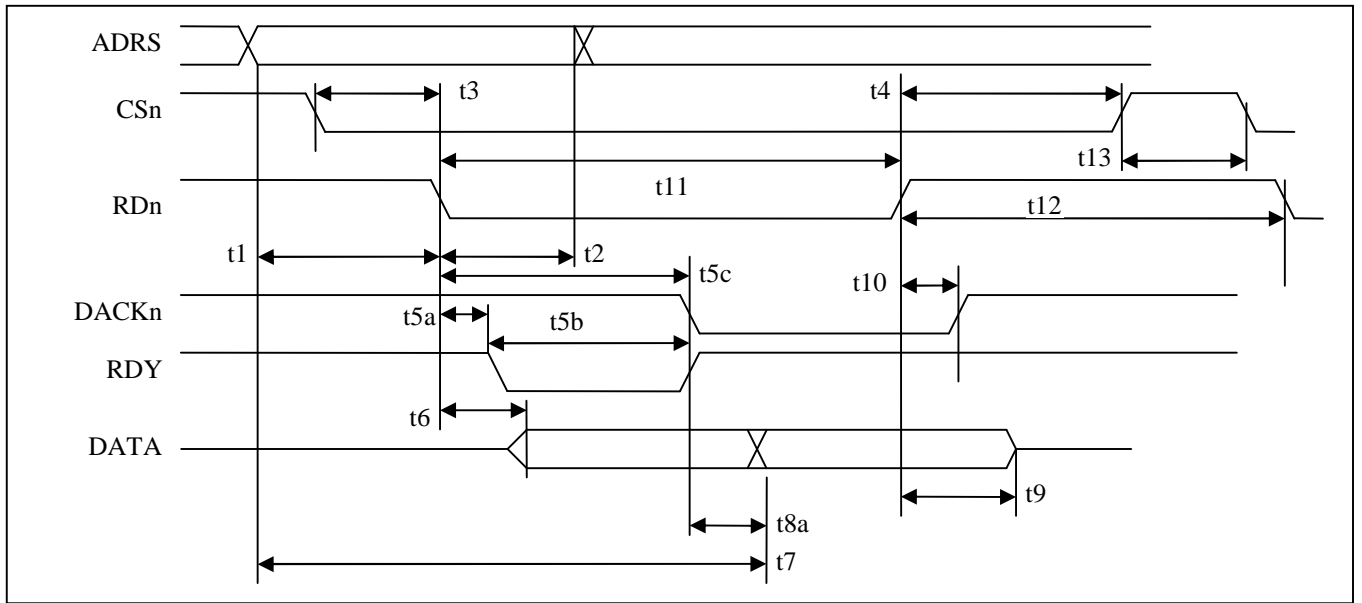 ADRS
t3
t4
CSn
t13
t11
RDn
t12
t1
t2
t5c
t10
DACKn
t5a
t5b
RDY
t6
DATA
t9
t8a
t7